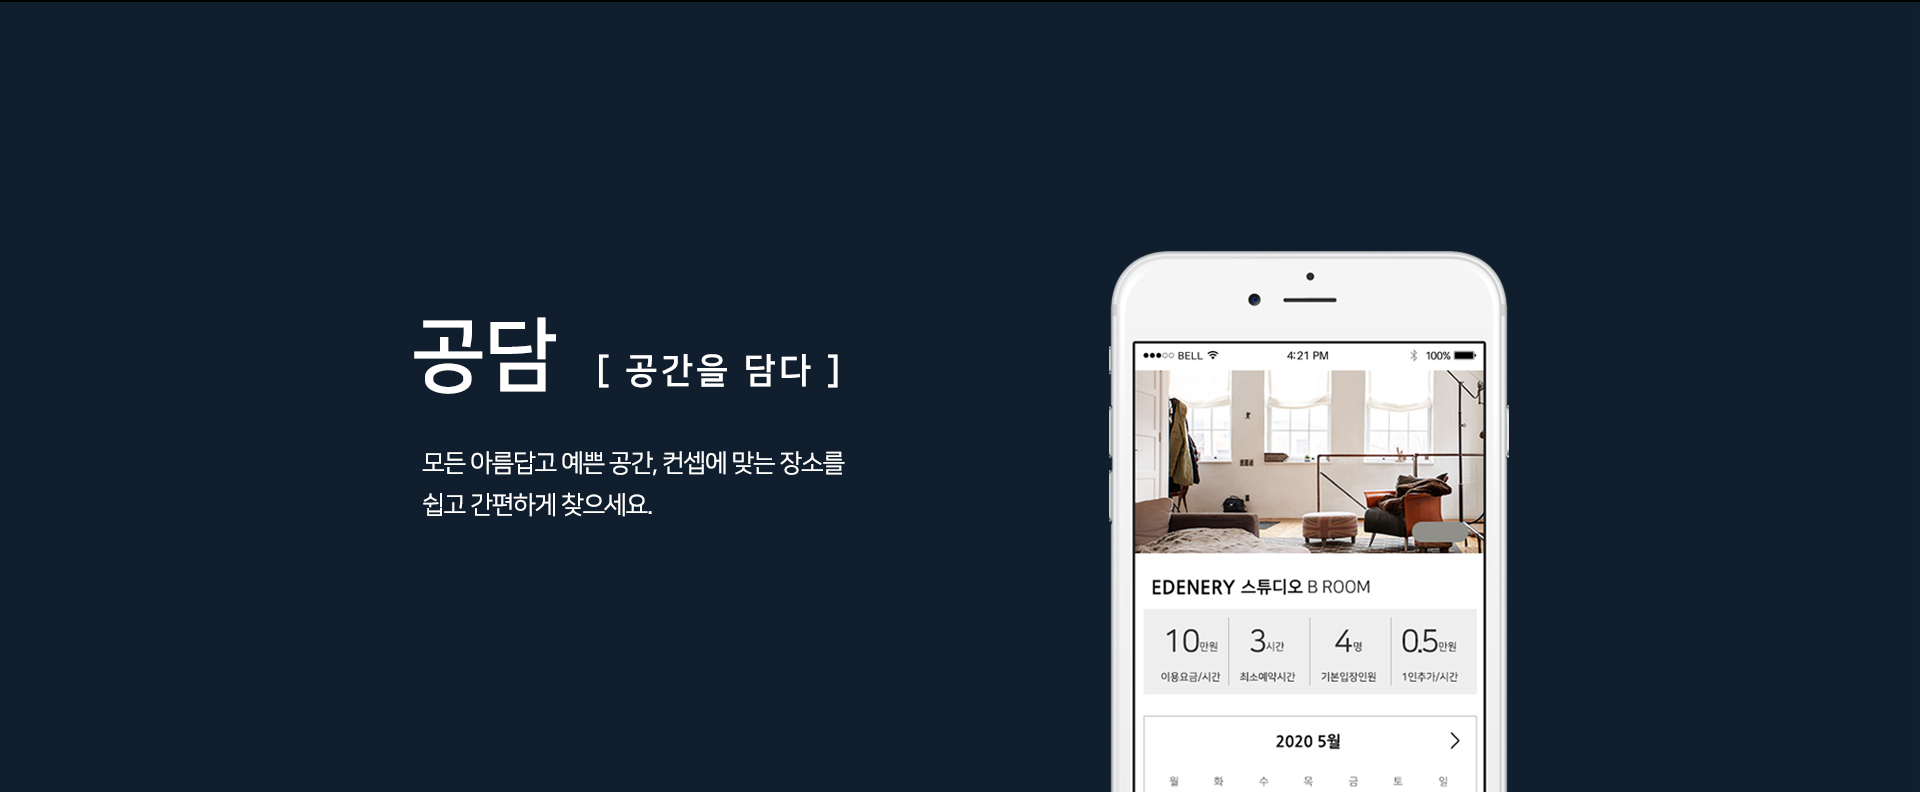 공담 [ 공간을 담다 ]
모든 아름답고 예쁜 공간, 컨셉에 맞는 장소를
쉽고 간편하게 찾으세요.
BELL 4:21 PM 100%
EDENERY 스튜디오 B ROOM
10만원 3시간 4명 0.5만원
이용요금/시간 최소예약시간 기본입장인원 1인추가/시간
2020 5월
월 화 수 목 금 토 일